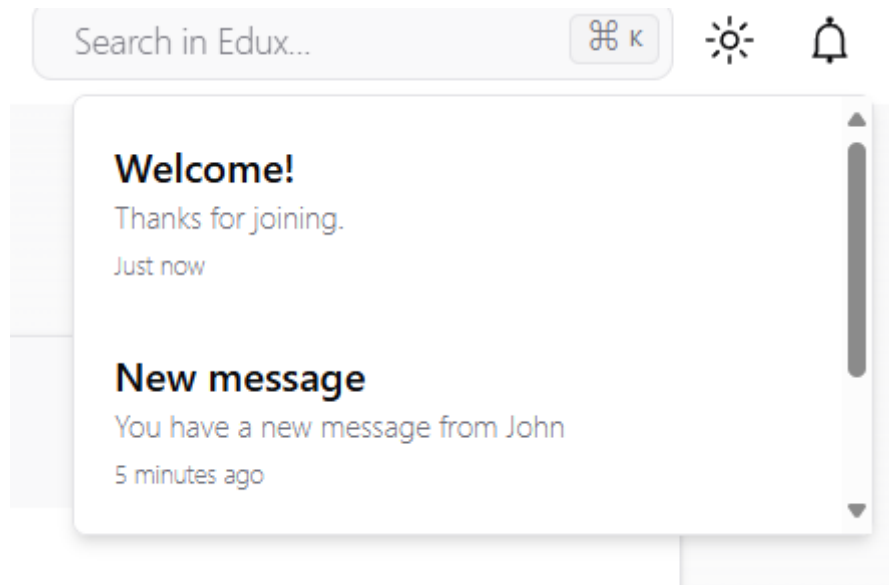 Search in Edux... ⌘ K
Welcome!
Thanks for joining.
Just now
New message
You have a new message from John
5 minutes ago